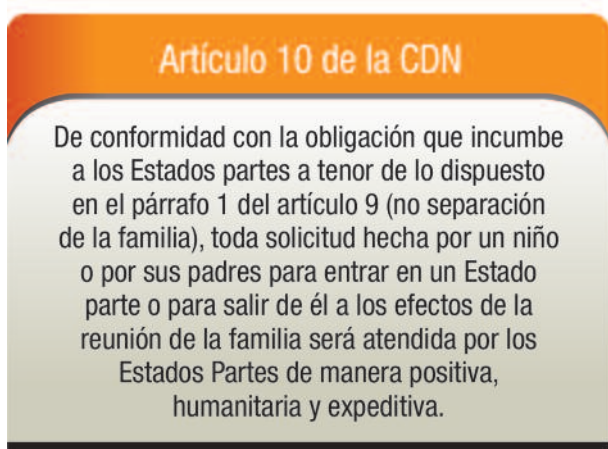 Artículo 10 de la CDN
De conformidad con la obligación que incumbe
a los Estados partes a tenor de lo dispuesto
en el párrafo 1 del artículo 9 (no separación
de la familia), toda solicitud hecha por un niño
o por sus padres para entrar en un Estado
parte o para salir de él a los efectos de la
reunión de la familia será atendida por los
Estados Partes de manera positiva,
humanitaria y expeditiva.